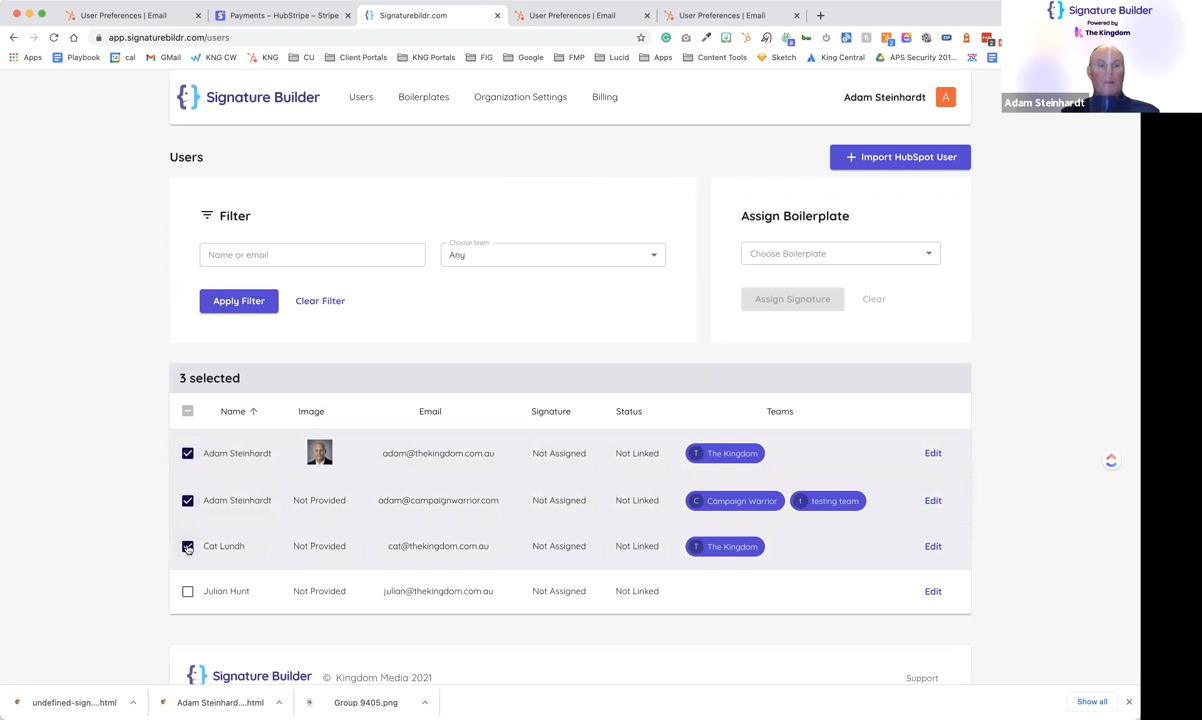 User Preferences | Email
Payments – HubStripe – Stripe
Signaturebildr.com
User Preferences | Email
User Preferences | Email
app.signaturebildr.com/users
Apps
Playbook
cal
GMail
KNG CW
KNG
CU
Client Portals
KNG Portals
FIG
Google
FMP
Lucid
Apps
Content Tools
Sketch
King Central
APS Security 201...
Signature Builder
Powered by
The Kingdom
Adam Steinhardt
Signature Builder
Users
Boilerplates
Organization Settings
Billing
Adam Steinhardt
A
Users
+ Import HubSpot User
Filter
Name or email
Choose team
Any
Apply Filter
Clear Filter
Assign Boilerplate
Choose Boilerplate
Assign Signature
Clear
3 selected
Name Image Email Signature Status Teams
Adam Steinhardt adam@thekingdom.com.au Not Assigned Not Linked T The Kingdom Edit
Adam Steinhardt Not Provided adam@campaignwarrior.com Not Assigned Not Linked C Campaign Warrior t testing team Edit
Cat Lundh Not Provided cat@thekingdom.com.au Not Assigned Not Linked T The Kingdom Edit
Julian Hunt Not Provided julian@thekingdom.com.au Not Assigned Not Linked Edit
Signature Builder
© Kingdom Media 2021
Support
undefined-sign....html
Adam Steinhard....html
Group 9405.png
Show all